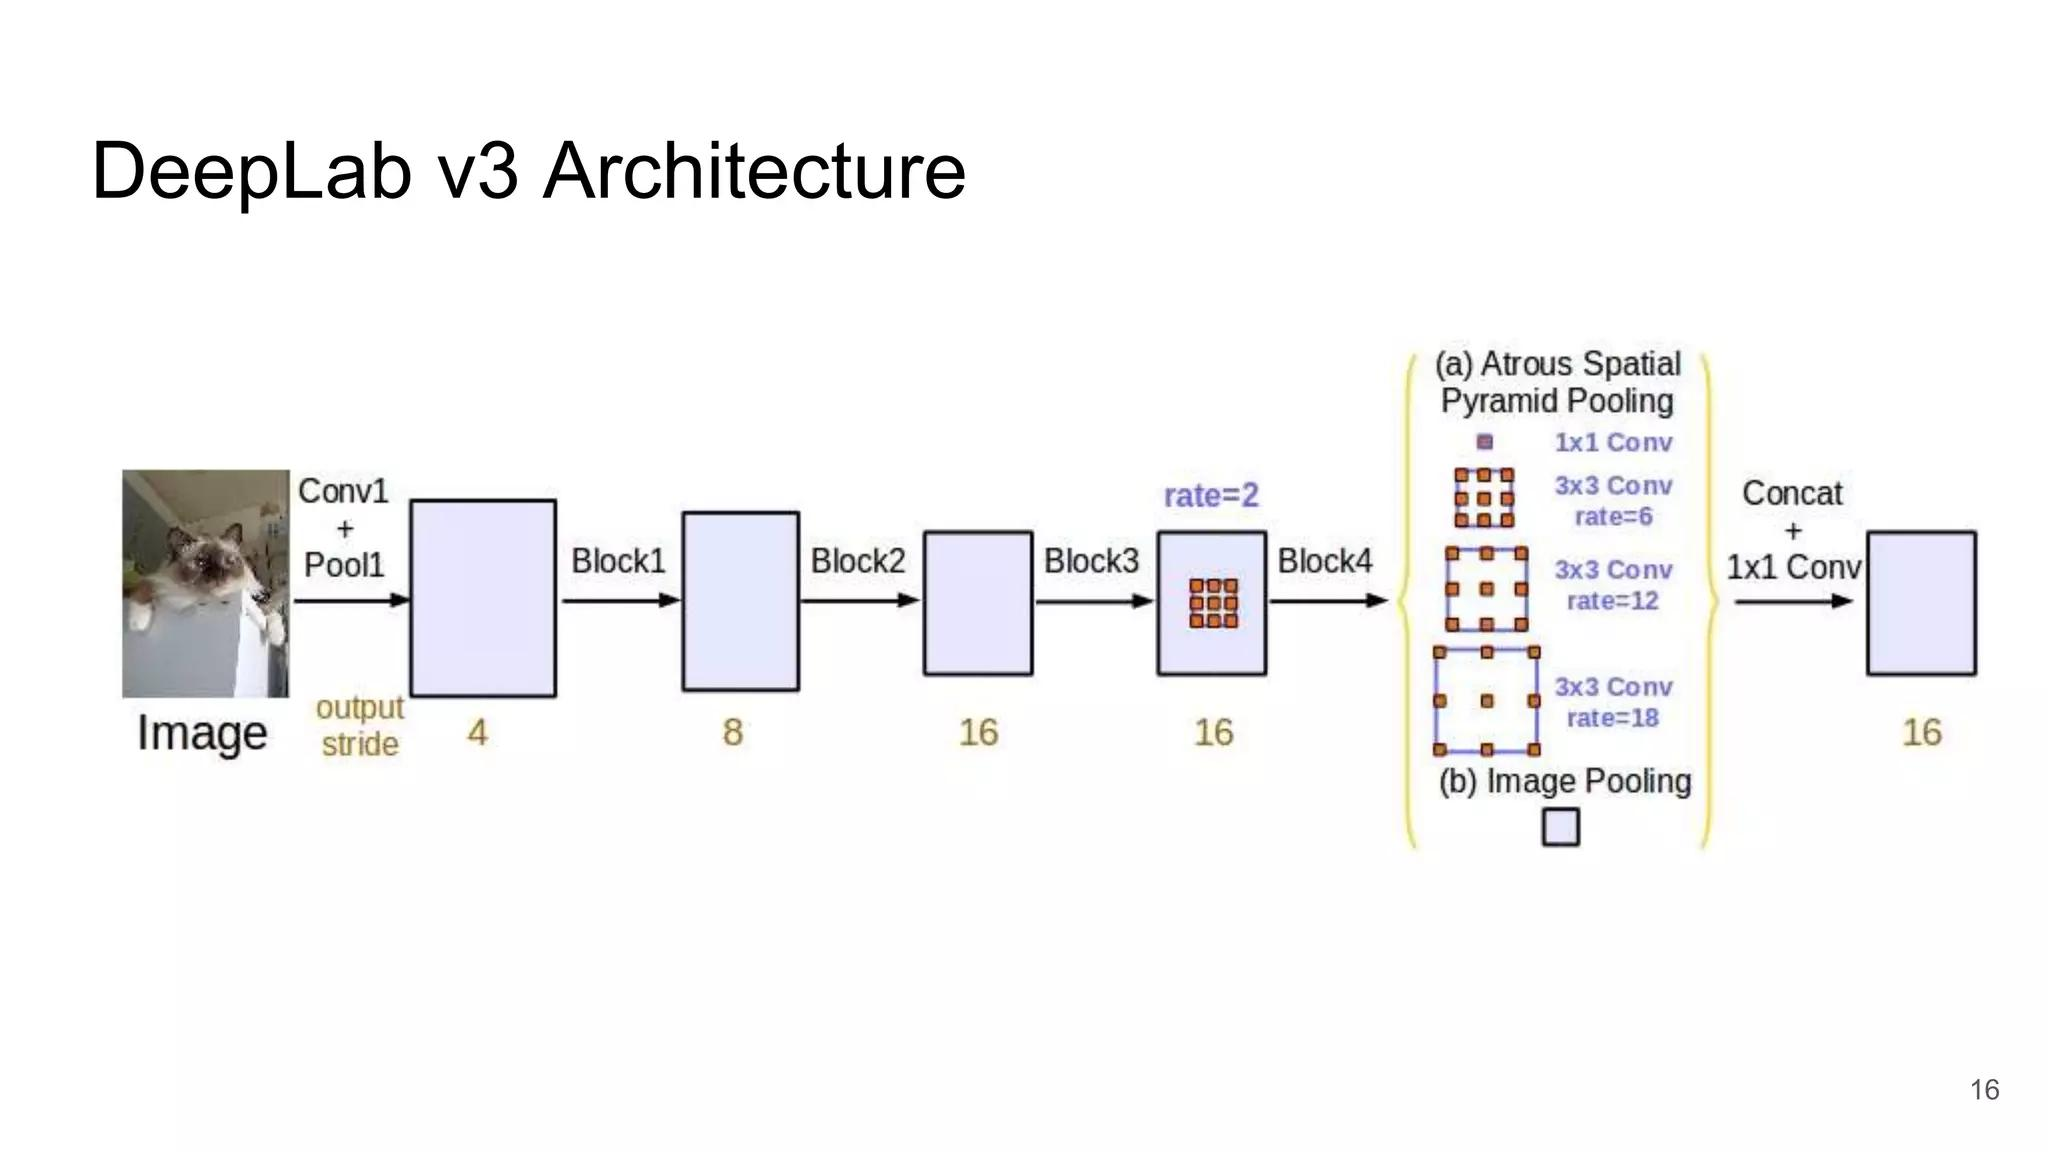 DeepLab v3 Architecture
Image
Conv1
+
Pool1
output
stride
4
Block1
8
Block2
16
Block3
rate=2
16
Block4
(a) Atrous Spatial
Pyramid Pooling
1x1 Conv
3x3 Conv
rate=6
3x3 Conv
rate=12
3x3 Conv
rate=18
(b) Image Pooling
Concat
+
1x1 Conv
16
16